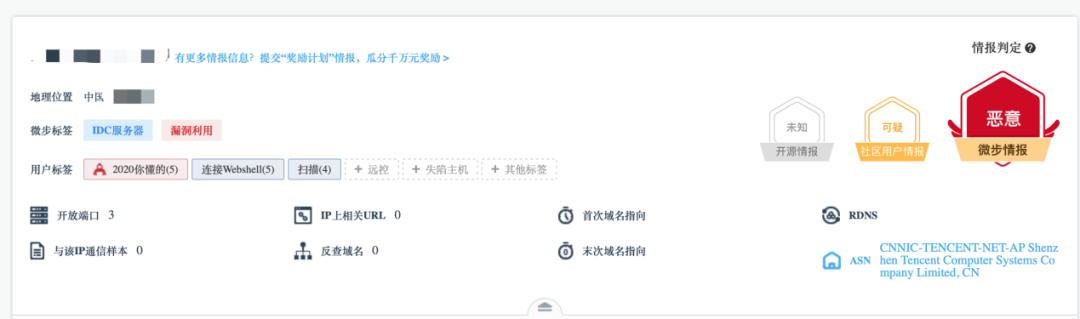 有更多情报信息?提交“奖励计划”情报，瓜分千万元奖励 >
情报判定 ?
地理位置 中国
微步标签 IDC服务器 漏洞利用
用户标签 2020你懂的(5) 连接Webshell(5) 扫描(4) + 远控 + 失陷主机 + 其他标签
未知
开源情报
可疑
社区用户情报
恶意
微步情报
开放端口 3
IP上相关URL 0
首次域名指向
RDNS
与该IP通信样本 0
反查域名 0
末次域名指向
ASN CNNIC-TENCENT-NET-AP Shenz
hen Tencent Computer Systems Co
mpany Limited, CN